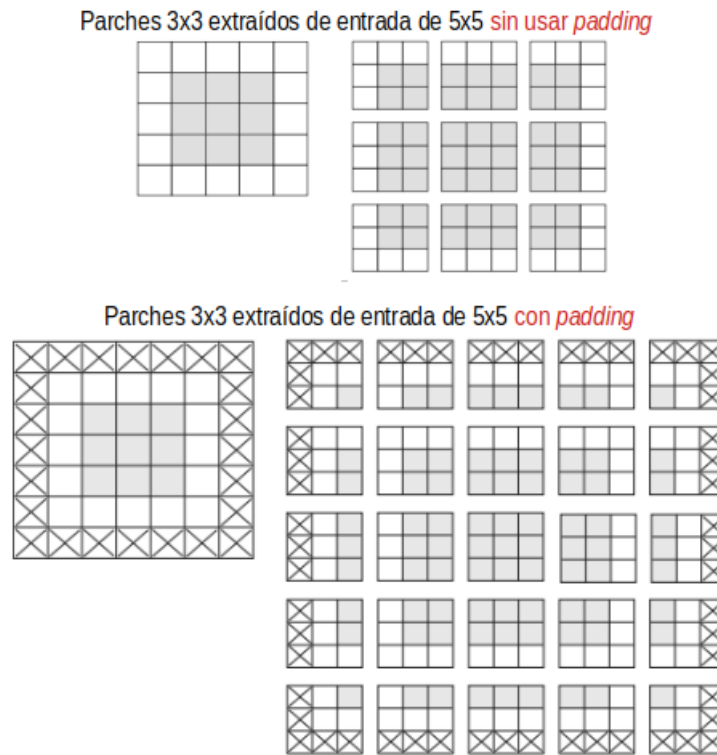 Parches 3x3 extraídos de entrada de 5x5 sin usar padding
Parches 3x3 extraídos de entrada de 5x5 con padding